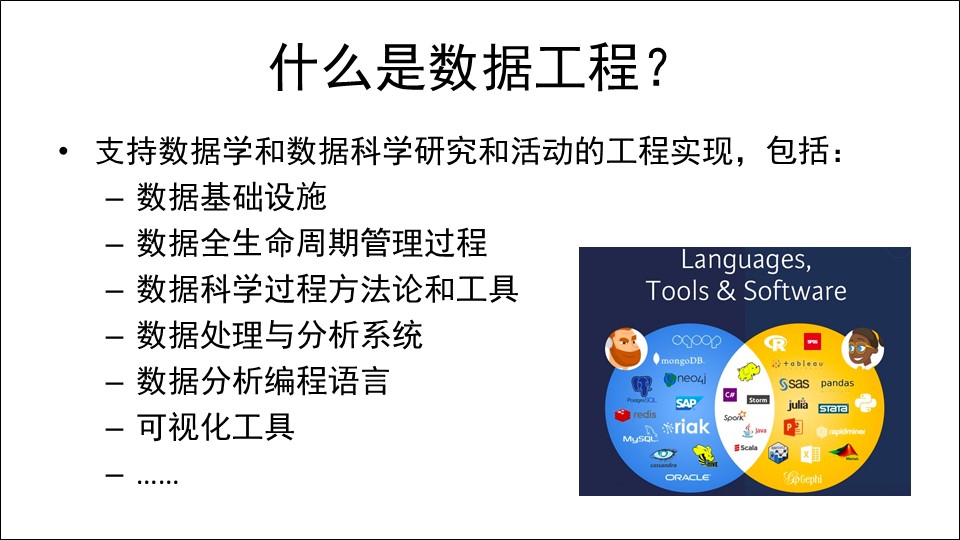 什么是数据工程？
• 支持数据学和数据科学研究和活动的工程实现，包括：
– 数据基础设施
– 数据全生命周期管理过程
– 数据科学过程方法论和工具
– 数据处理与分析系统
– 数据分析编程语言
– 可视化工具
– ……
Languages,
Tools & Software
sqoop
mongoDB
neo4j
PostgreSQL
SAP
redis
riak
MySQL
cassandra
HIVE
ORACLE
C#
Storm
Spark
Java
Scala
R
SPSS
+tableau
sas
pandas
julia
STATA
rapidminer
Matlab
Gephi